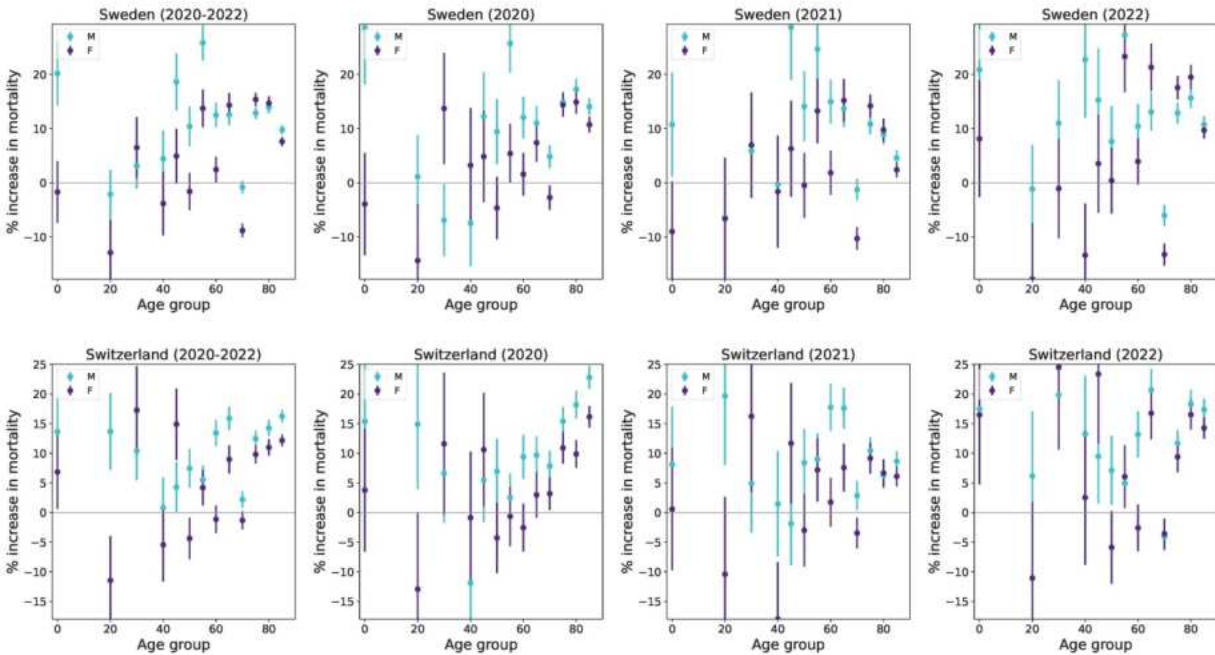 Sweden (2020-2022)
M
F
% increase in mortality
20
10
0
−10
0
20
40
60
80
Age group
Sweden (2020)
M
F
% increase in mortality
20
10
0
−10
0
20
40
60
80
Age group
Sweden (2021)
M
F
% increase in mortality
20
10
0
−10
0
20
40
60
80
Age group
Sweden (2022)
M
F
% increase in mortality
20
10
0
−10
0
20
40
60
80
Age group
Switzerland (2020-2022)
M
F
% increase in mortality
25
20
15
10
5
0
−5
−10
−15
0
20
40
60
80
Age group
Switzerland (2020)
M
F
% increase in mortality
25
20
15
10
5
0
−5
−10
−15
0
20
40
60
80
Age group
Switzerland (2021)
M
F
% increase in mortality
25
20
15
10
5
0
−5
−10
−15
0
20
40
60
80
Age group
Switzerland (2022)
M
F
% increase in mortality
25
20
15
10
5
0
−5
−10
−15
0
20
40
60
80
Age group